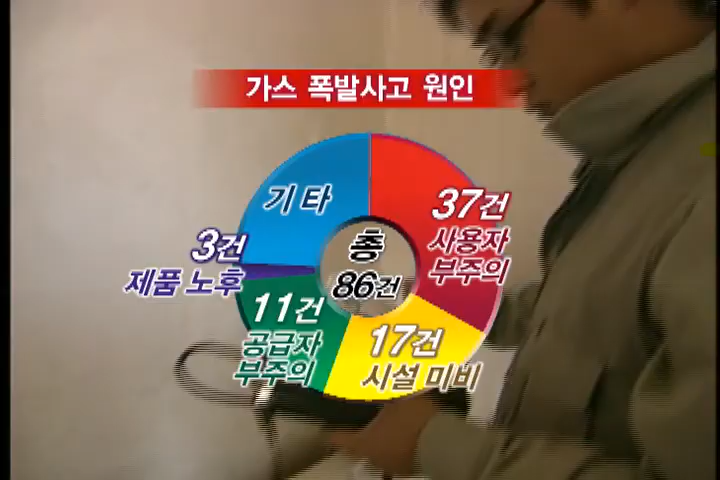 가스 폭발사고 원인
기타
37건
사용자
부주의
3건
제품 노후
총
86건
11건
공급자
부주의
17건
시설 미비